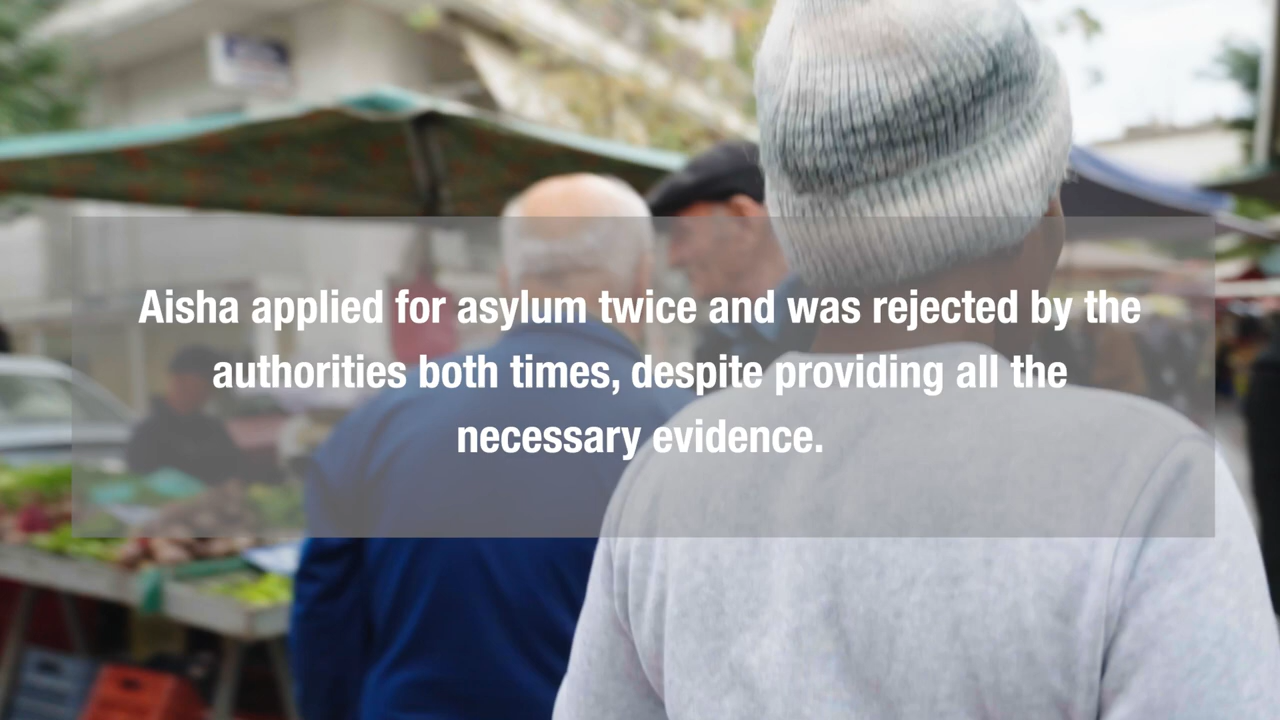 Aisha applied for asylum twice and was rejected by the
authorities both times, despite providing all the
necessary evidence.